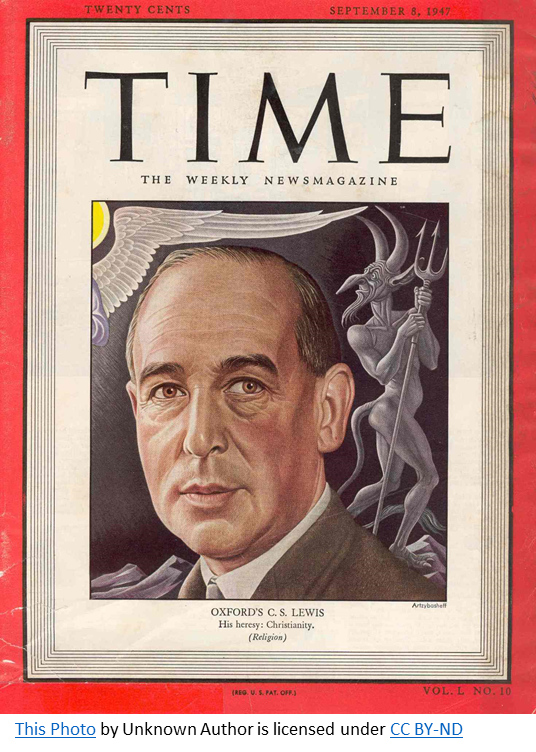 TWENTY CENTS SEPTEMBER 8, 1947
TIME
THE WEEKLY NEWSMAGAZINE
Artzybasheff
OXFORD'S C. S. LEWIS
His heresy: Christianity.
(Religion)
(REG. U. S. PAT. OFF.) VOL. L NO. 10
This Photo by Unknown Author is licensed under CC BY-ND